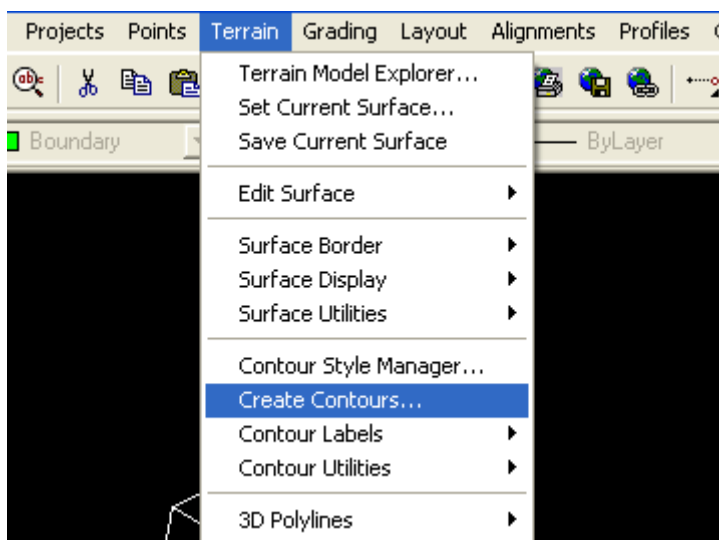 Projects Points Terrain Grading Layout Alignments Profiles
abc
Terrain Model Explorer...
Set Current Surface...
Boundary Save Current Surface ByLayer
Edit Surface
Surface Border
Surface Display
Surface Utilities
Contour Style Manager...
Create Contours...
Contour Labels
Contour Utilities
3D Polylines